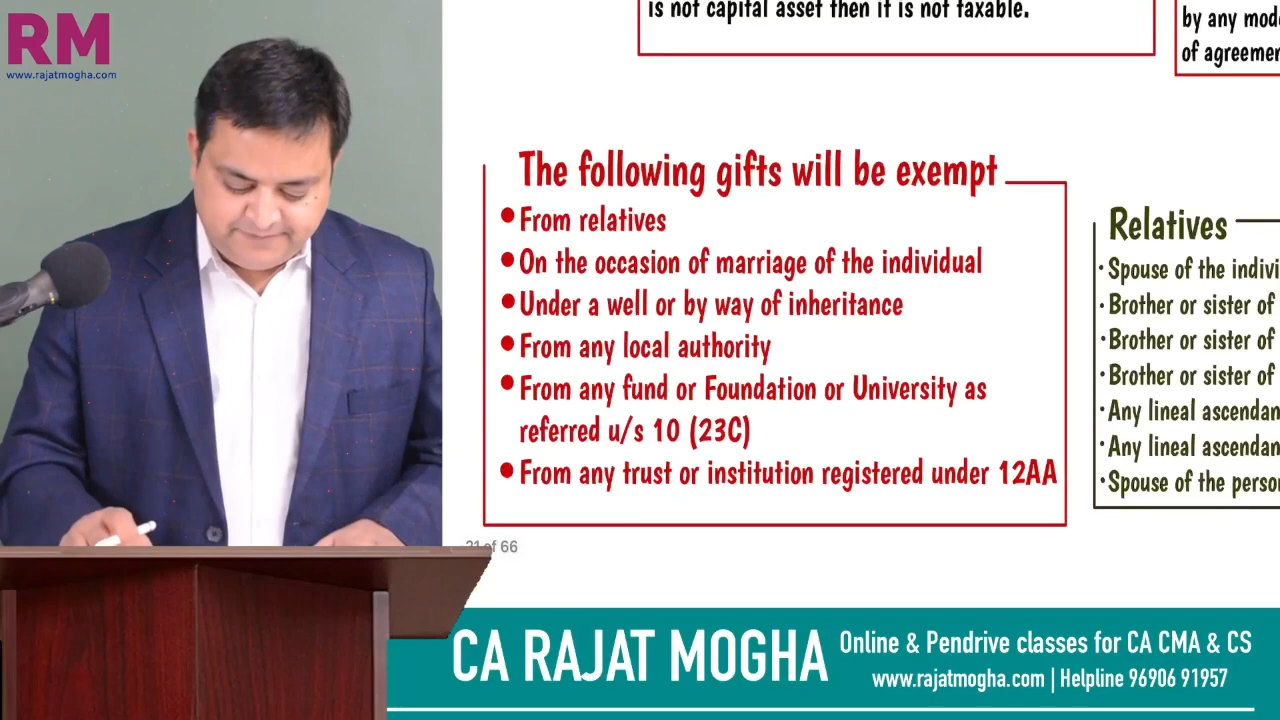 RM
www.rajatmogha.com
is not capital asset then if is not taxable.
by any mod
of agreemen
The following gifts will be exempt
•From relatives
•On the occasion of marriage of the individual
•Under a well or by way of inheritance
•From any local authority
•From any fund or Foundation or University as
referred u/s 10 (23C)
•From any trust or institution registered under 12AA
Relatives
•Spouse of the indivi
•Brother or sister of
•Brother or sister of
•Brother or sister of
•Any lineal ascendan
•Any lineal ascendan
•Spouse of the person
21 of 66
CA RAJAT MOGHA
Online & Pendrive classes for CA CMA & CS
www.rajatmogha.com | Helpline 96906 91957